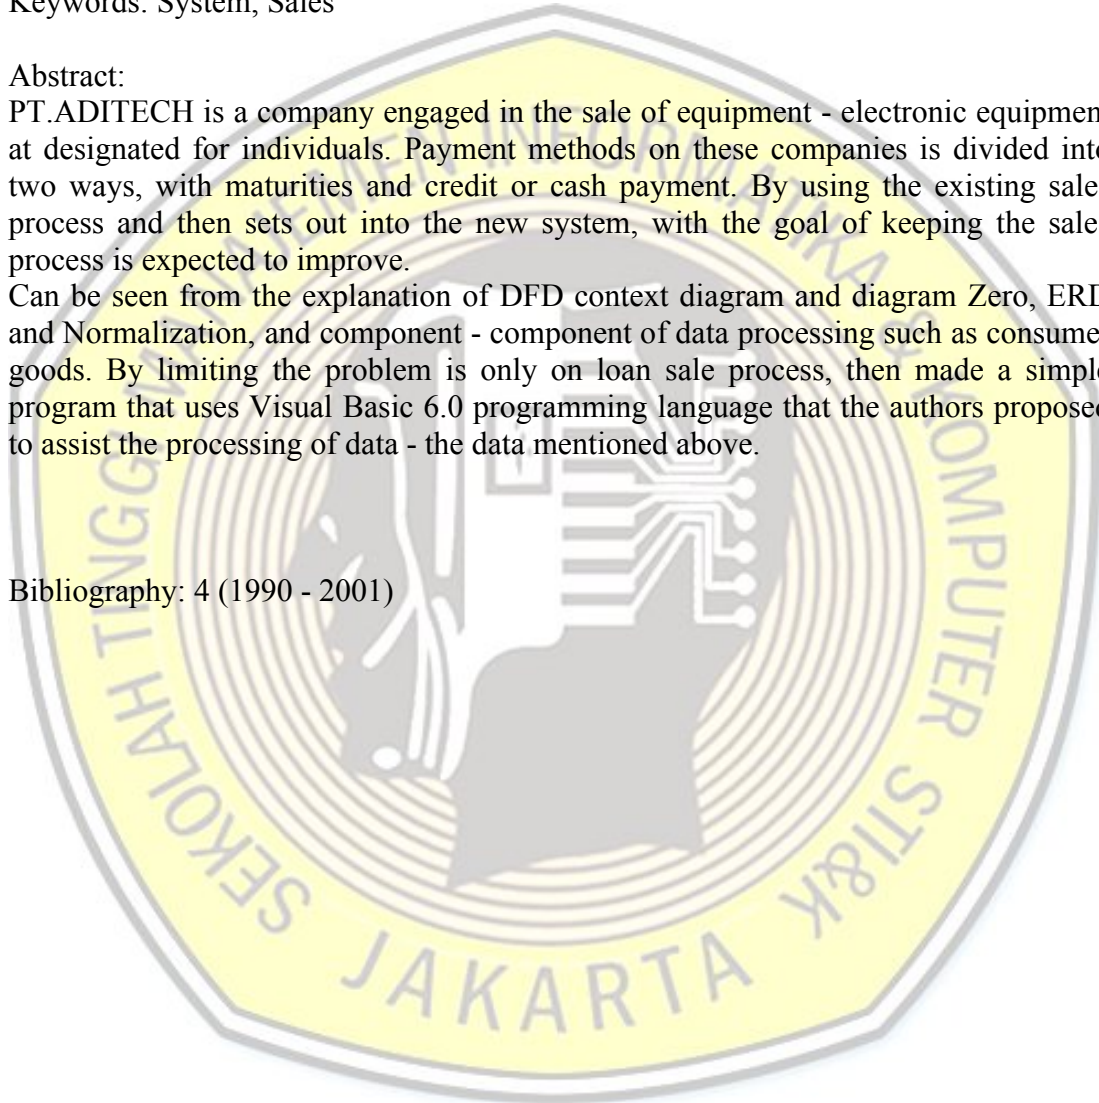 Keywords: System, Sales
Abstract:
PT.ADITECH is a company engaged in the sale of equipment - electronic equipmen
at designated for individuals. Payment methods on these companies is divided into
two ways, with maturities and credit or cash payment. By using the existing sale
process and then sets out into the new system, with the goal of keeping the sale
process is expected to improve.
Can be seen from the explanation of DFD context diagram and diagram Zero, ERD
and Normalization, and component - component of data processing such as consume
goods. By limiting the problem is only on loan sale process, then made a simple
program that uses Visual Basic 6.0 programming language that the authors proposed
to assist the processing of data - the data mentioned above.
Bibliography: 4 (1990 - 2001)
SEKOLAH TINGGI MANAJEMEN INFORMATIKA & KOMPUTER STI&K
JAKARTA